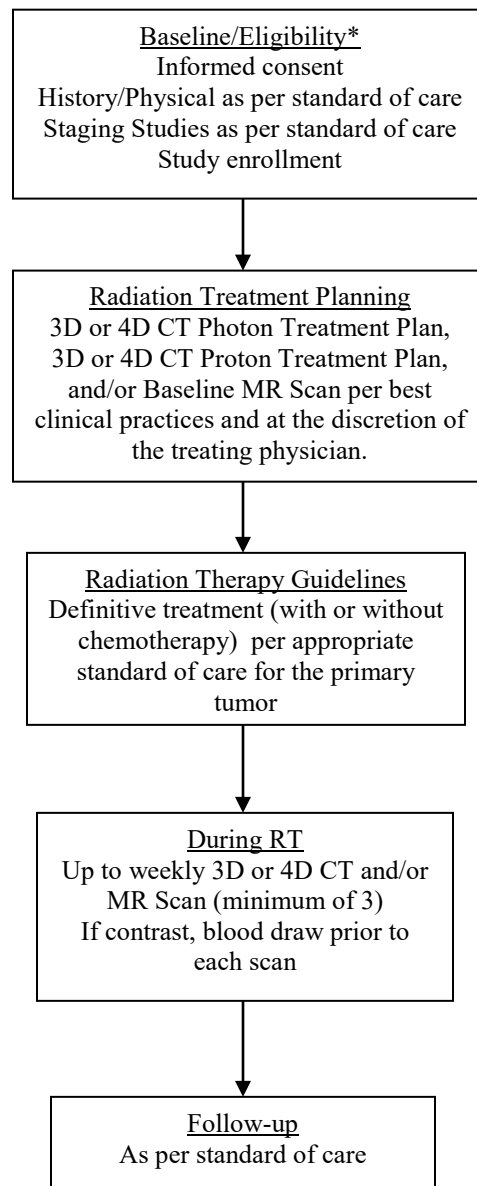 Baseline/Eligibility*
Informed consent
History/Physical as per standard of care
Staging Studies as per standard of care
Study enrollment
Radiation Treatment Planning
3D or 4D CT Photon Treatment Plan,
3D or 4D CT Proton Treatment Plan,
and/or Baseline MR Scan per best
clinical practices and at the discretion of
the treating physician.
Radiation Therapy Guidelines
Definitive treatment (with or without
chemotherapy)  per appropriate
standard of care for the primary
tumor
During RT
Up to weekly 3D or 4D CT and/or
MR Scan (minimum of 3)
If contrast, blood draw prior to
each scan
Follow-up
As per standard of care